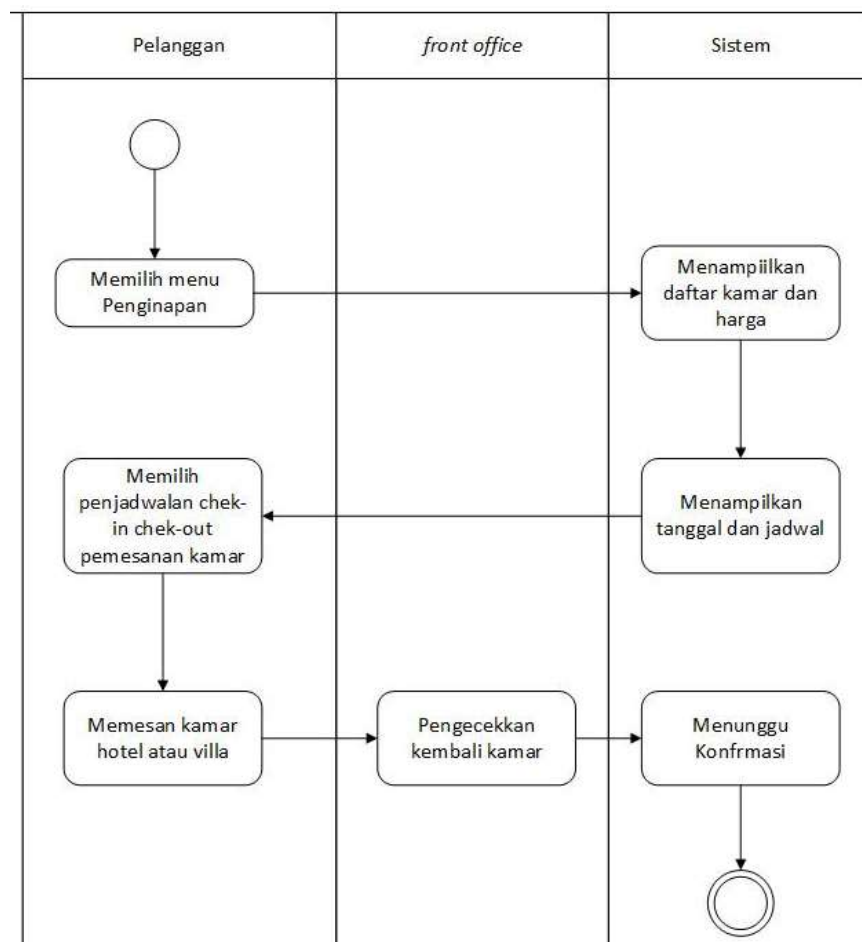 Pelanggan
front office
Sistem
Memilih menu
Penginapan
Menampiilkan
daftar kamar dan
harga
Memilih
penjadwalan chek-
in chek-out
pemesanan kamar
Menampilkan
tanggal dan jadwal
Memesan kamar
hotel atau villa
Pengecekkan
kembali kamar
Menunggu
Konfrmasi